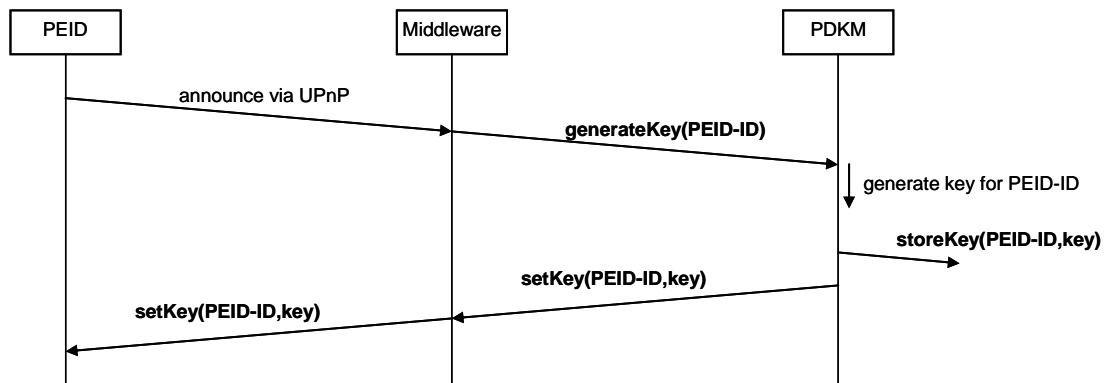 PEID
Middleware
PDKM
announce via UPnP
generateKey(PEID-ID)
generate key for PEID-ID
storeKey(PEID-ID,key)
setKey(PEID-ID,key)
setKey(PEID-ID,key)